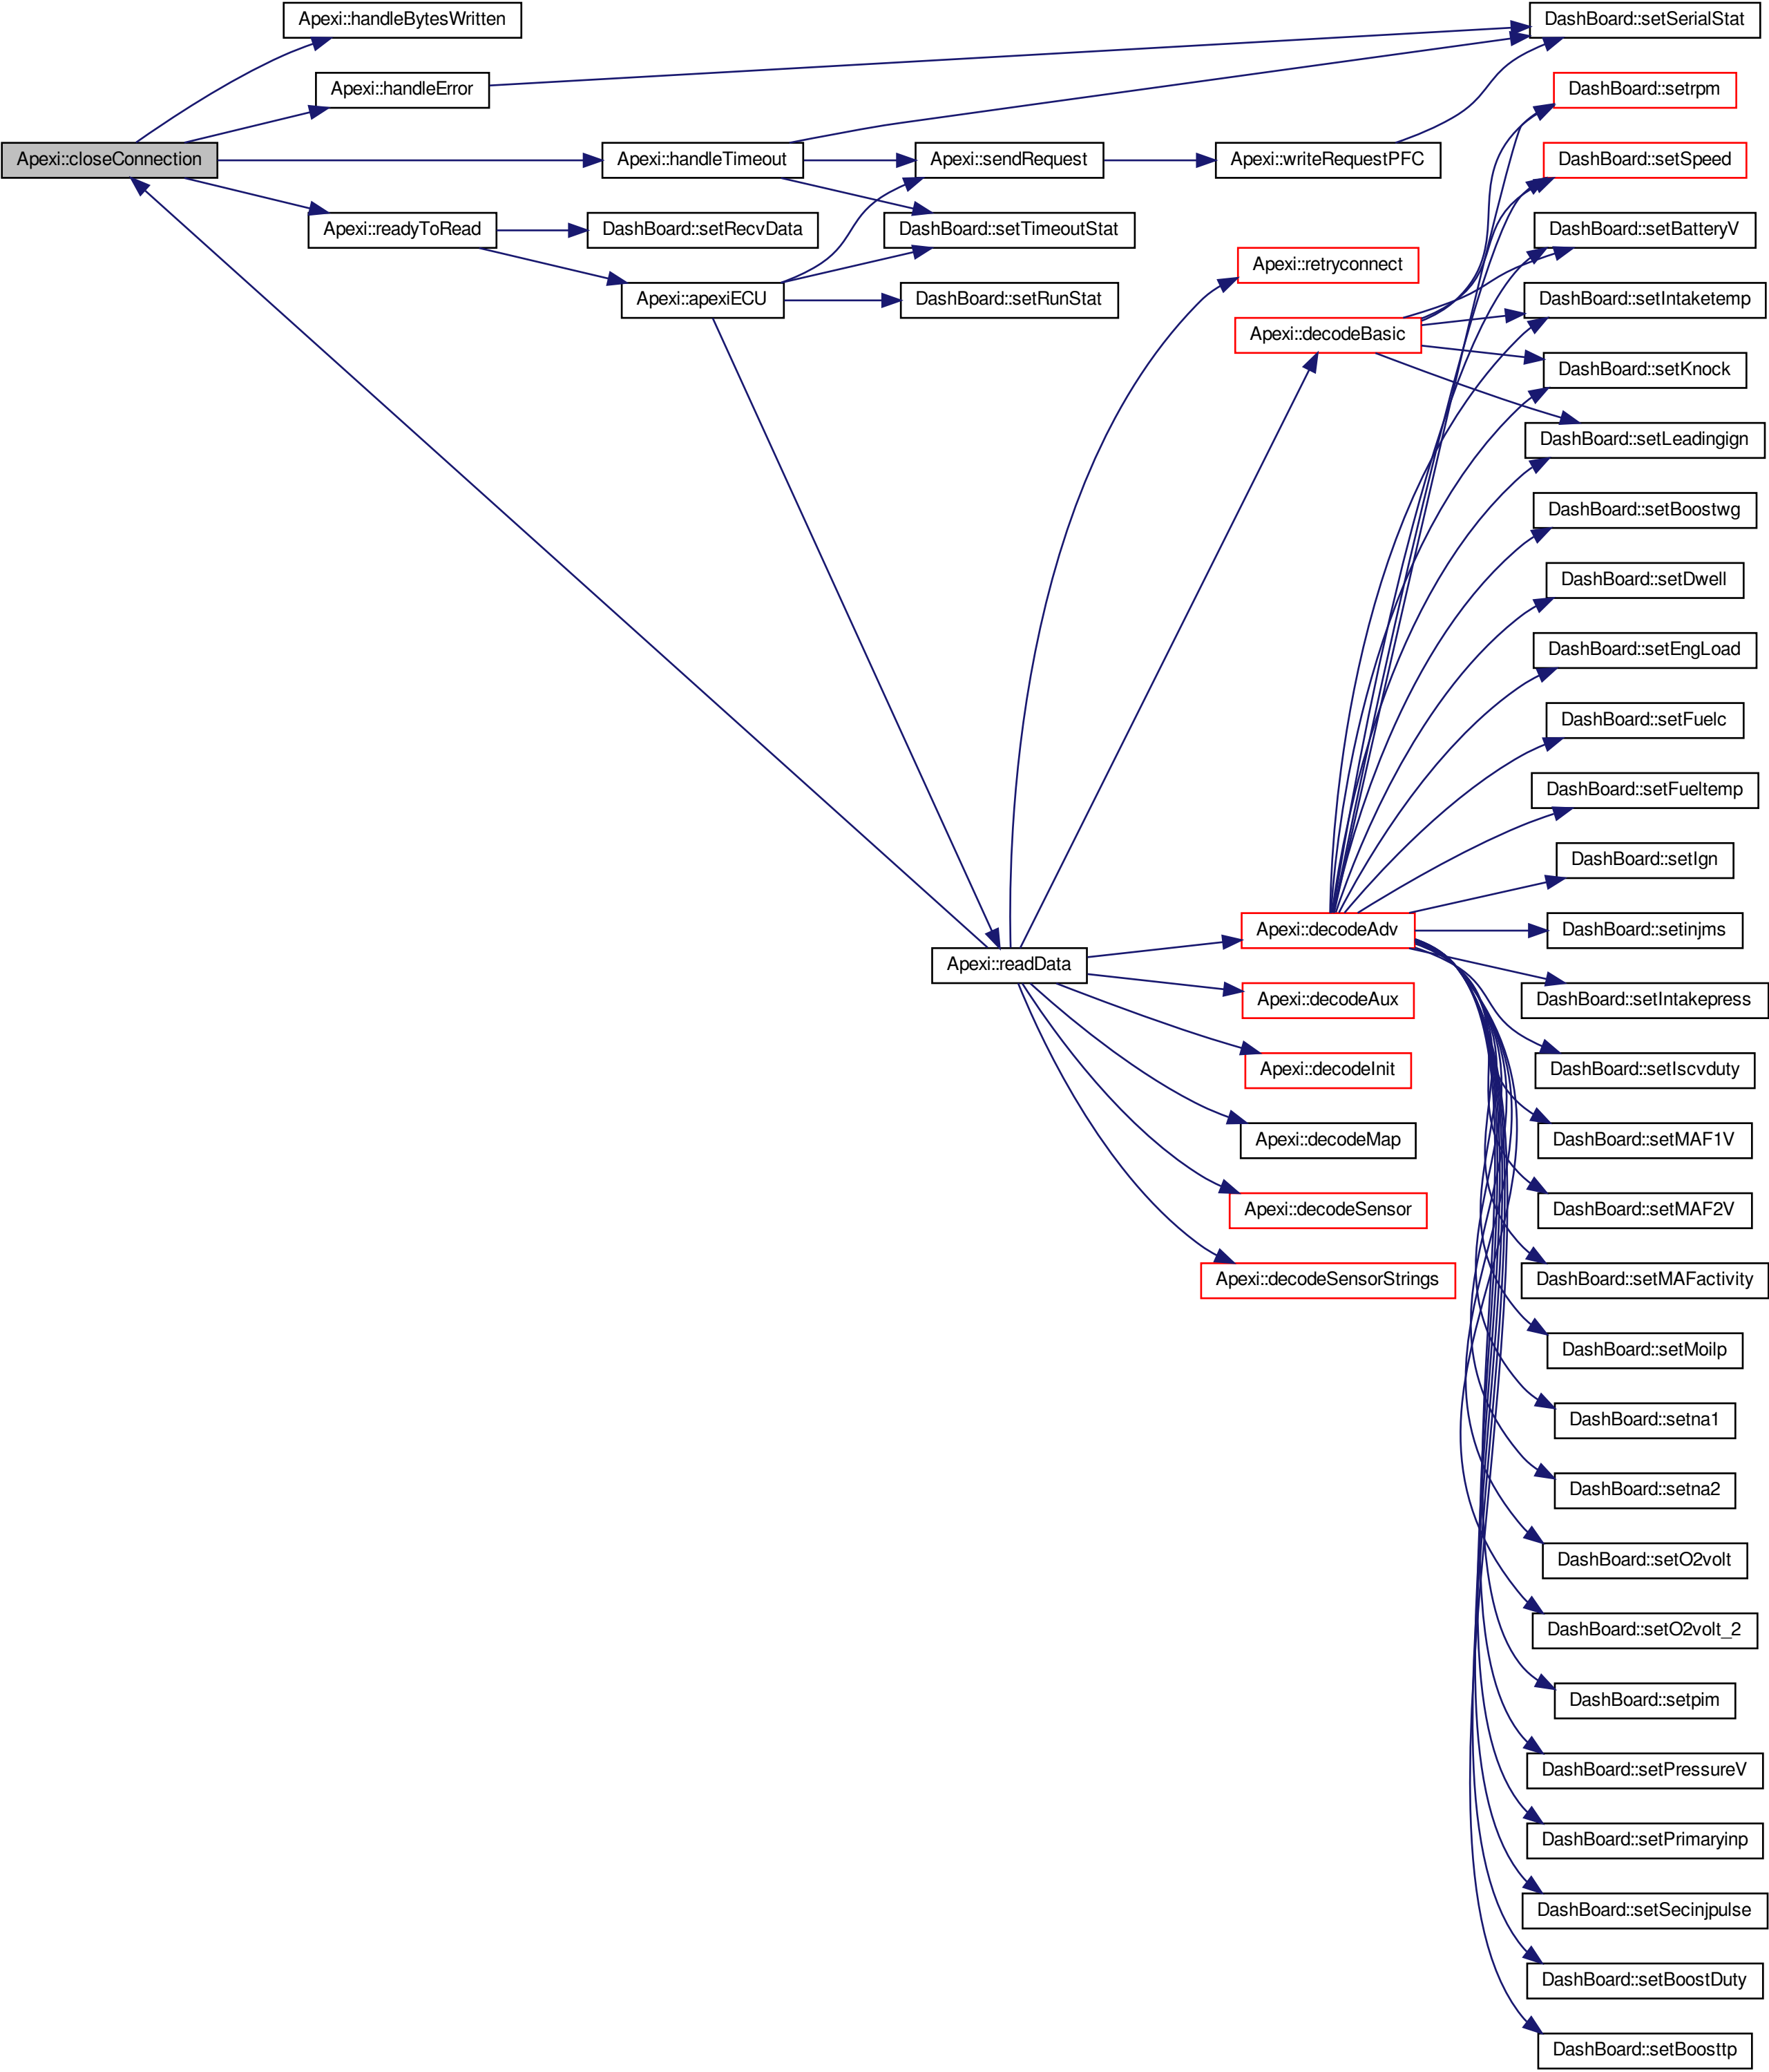 Apexi::closeConnection
Apexi::handleBytesWritten
Apexi::handleError
Apexi::handleTimeout
Apexi::readyToRead
Apexi::sendRequest
DashBoard::setRecvData
DashBoard::setTimeoutStat
Apexi::apexiECU
DashBoard::setRunStat
Apexi::writeRequestPFC
Apexi::readData
Apexi::retryconnect
Apexi::decodeBasic
Apexi::decodeAdv
Apexi::decodeAux
Apexi::decodeInit
Apexi::decodeMap
Apexi::decodeSensor
Apexi::decodeSensorStrings
DashBoard::setSerialStat
DashBoard::setrpm
DashBoard::setSpeed
DashBoard::setBatteryV
DashBoard::setIntaketemp
DashBoard::setKnock
DashBoard::setLeadingign
DashBoard::setBoostwg
DashBoard::setDwell
DashBoard::setEngLoad
DashBoard::setFuelc
DashBoard::setFueltemp
DashBoard::setIgn
DashBoard::setinjms
DashBoard::setIntakepress
DashBoard::setIscvduty
DashBoard::setMAF1V
DashBoard::setMAF2V
DashBoard::setMAFactivity
DashBoard::setMoilp
DashBoard::setna1
DashBoard::setna2
DashBoard::setO2volt
DashBoard::setO2volt_2
DashBoard::setpim
DashBoard::setPressureV
DashBoard::setPrimaryinp
DashBoard::setSecinjpulse
DashBoard::setBoostDuty
DashBoard::setBoosttp